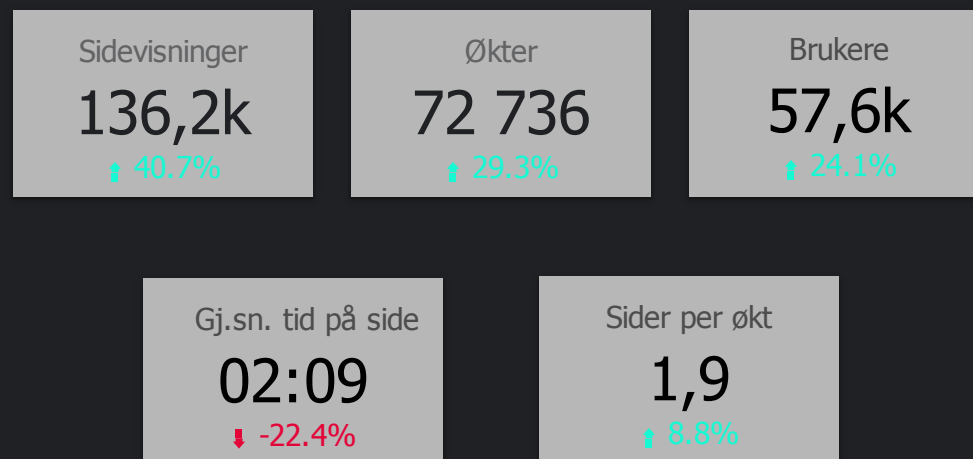 Sidevisninger
136,2k
40.7%
Økter
72 736
29.3%
Brukere
57,6k
24.1%
Gj.sn. tid på side
02:09
-22.4%
Sider per økt
1,9
8.8%